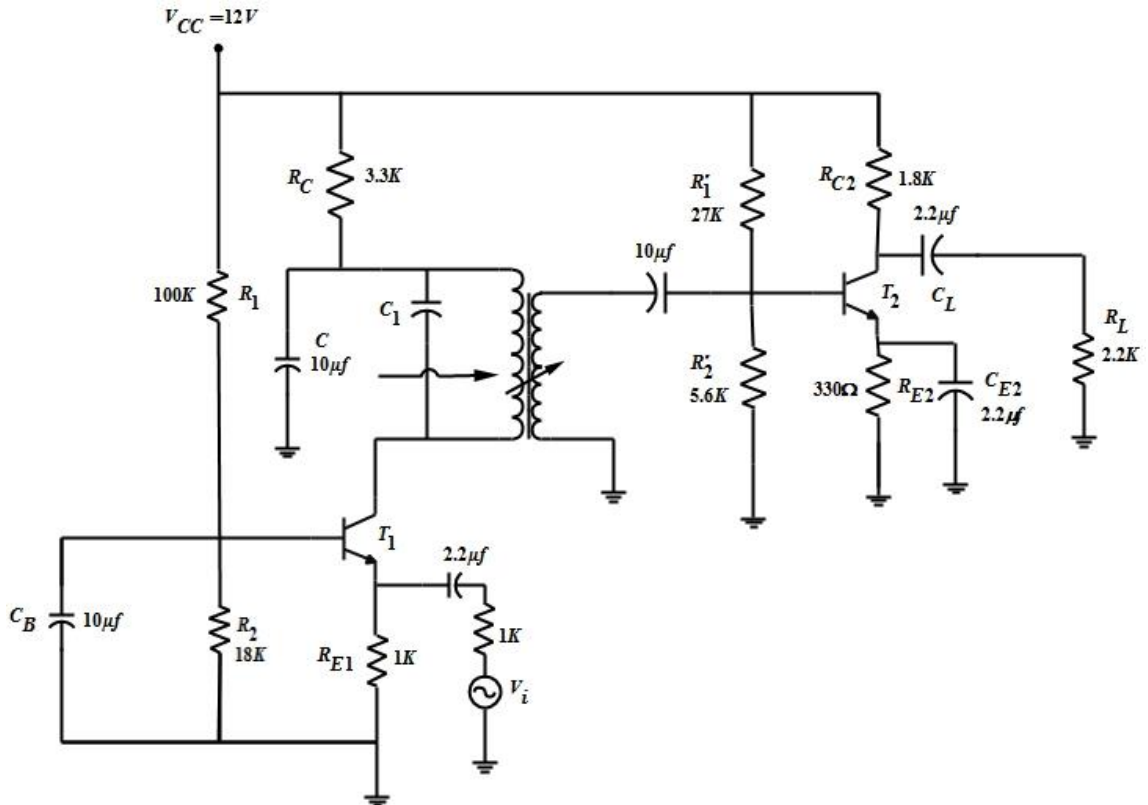 V_CC =12V
R_C
3.3K
R'_1
27K
R_C2
1.8K
2.2μf
10μf
100K
R_1
C_1
T_2
C_L
C
10μf
R_L
2.2K
R'_2
5.6K
330Ω
R_E2
C_E2
2.2μf
T_1
2.2μf
C_B
10μf
R_2
18K
R_E1
1K
1K
V_i